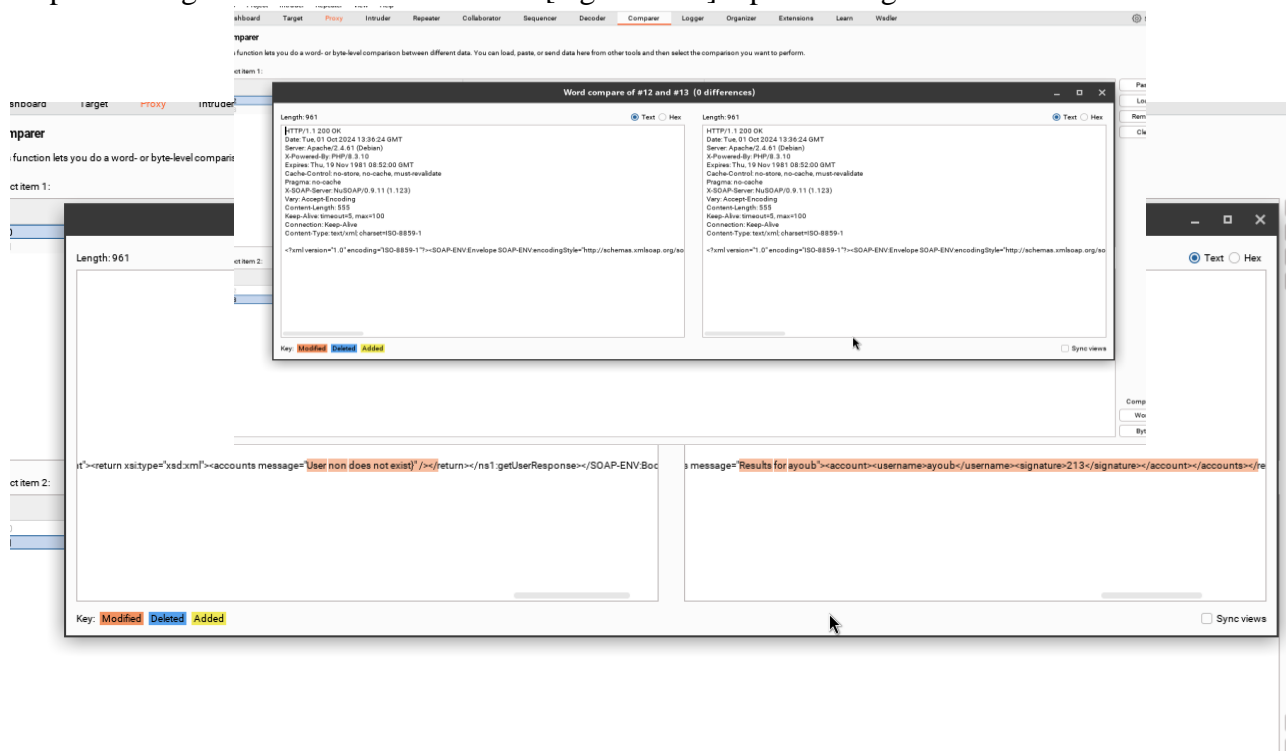 Dashboard Target Proxy Intruder Repeater Collaborator Sequencer Decoder Comparer Logger Organizer Extensions Learn Wsdler
mparer
function lets you do a word- or byte-level comparison between different data. You can load, paste, or send data here from other tools and then select the comparison you want to perform.
ct item 1:
Word compare of #12 and #13 (0 differences)
Length: 961 Text Hex Length: 961 Text Hex
HTTP/1.1 200 OK
Date: Tue, 01 Oct 2024 13:36:24 GMT
Server: Apache/2.4.61 (Debian)
X-Powered-By: PHP/8.3.10
Expires: Thu, 19 Nov 1981 08:52:00 GMT
Cache-Control: no-store, no-cache, must-revalidate
Pragma: no-cache
X-SOAP-Server: NuSOAP/0.9.11 (1.123)
Vary: Accept-Encoding
Content-Length: 555
Keep-Alive: timeout=5, max=100
Connection: Keep-Alive
Content-Type: text/xml; charset=ISO-8859-1
<?xml version="1.0" encoding="ISO-8859-1"?><SOAP-ENV:Envelope SOAP-ENV:encodingStyle="http://schemas.xmlsoap.org/so
HTTP/1.1 200 OK
Date: Tue, 01 Oct 2024 13:36:24 GMT
Server: Apache/2.4.61 (Debian)
X-Powered-By: PHP/8.3.10
Expires: Thu, 19 Nov 1981 08:52:00 GMT
Cache-Control: no-store, no-cache, must-revalidate
Pragma: no-cache
X-SOAP-Server: NuSOAP/0.9.11 (1.123)
Vary: Accept-Encoding
Content-Length: 555
Keep-Alive: timeout=5, max=100
Connection: Keep-Alive
Content-Type: text/xml; charset=ISO-8859-1
<?xml version="1.0" encoding="ISO-8859-1"?><SOAP-ENV:Envelope SOAP-ENV:encodingStyle="http://schemas.xmlsoap.org/so
ct item 2:
Key: Modified Deleted Added Sync views
shboard Target Proxy Intruder
mparer
function lets you do a word- or byte-level comparis
ct item 1:
Length: 961 Text Hex
t"><return xsi:type="xsd:xml"><accounts message="User non does not exist}" /></return></ns1:getUserResponse></SOAP-ENV:Boc
s message="Results for ayoub"><account><username>ayoub</username><signature>213</signature></account></accounts></re
ct item 2:
Key: Modified Deleted Added Sync views